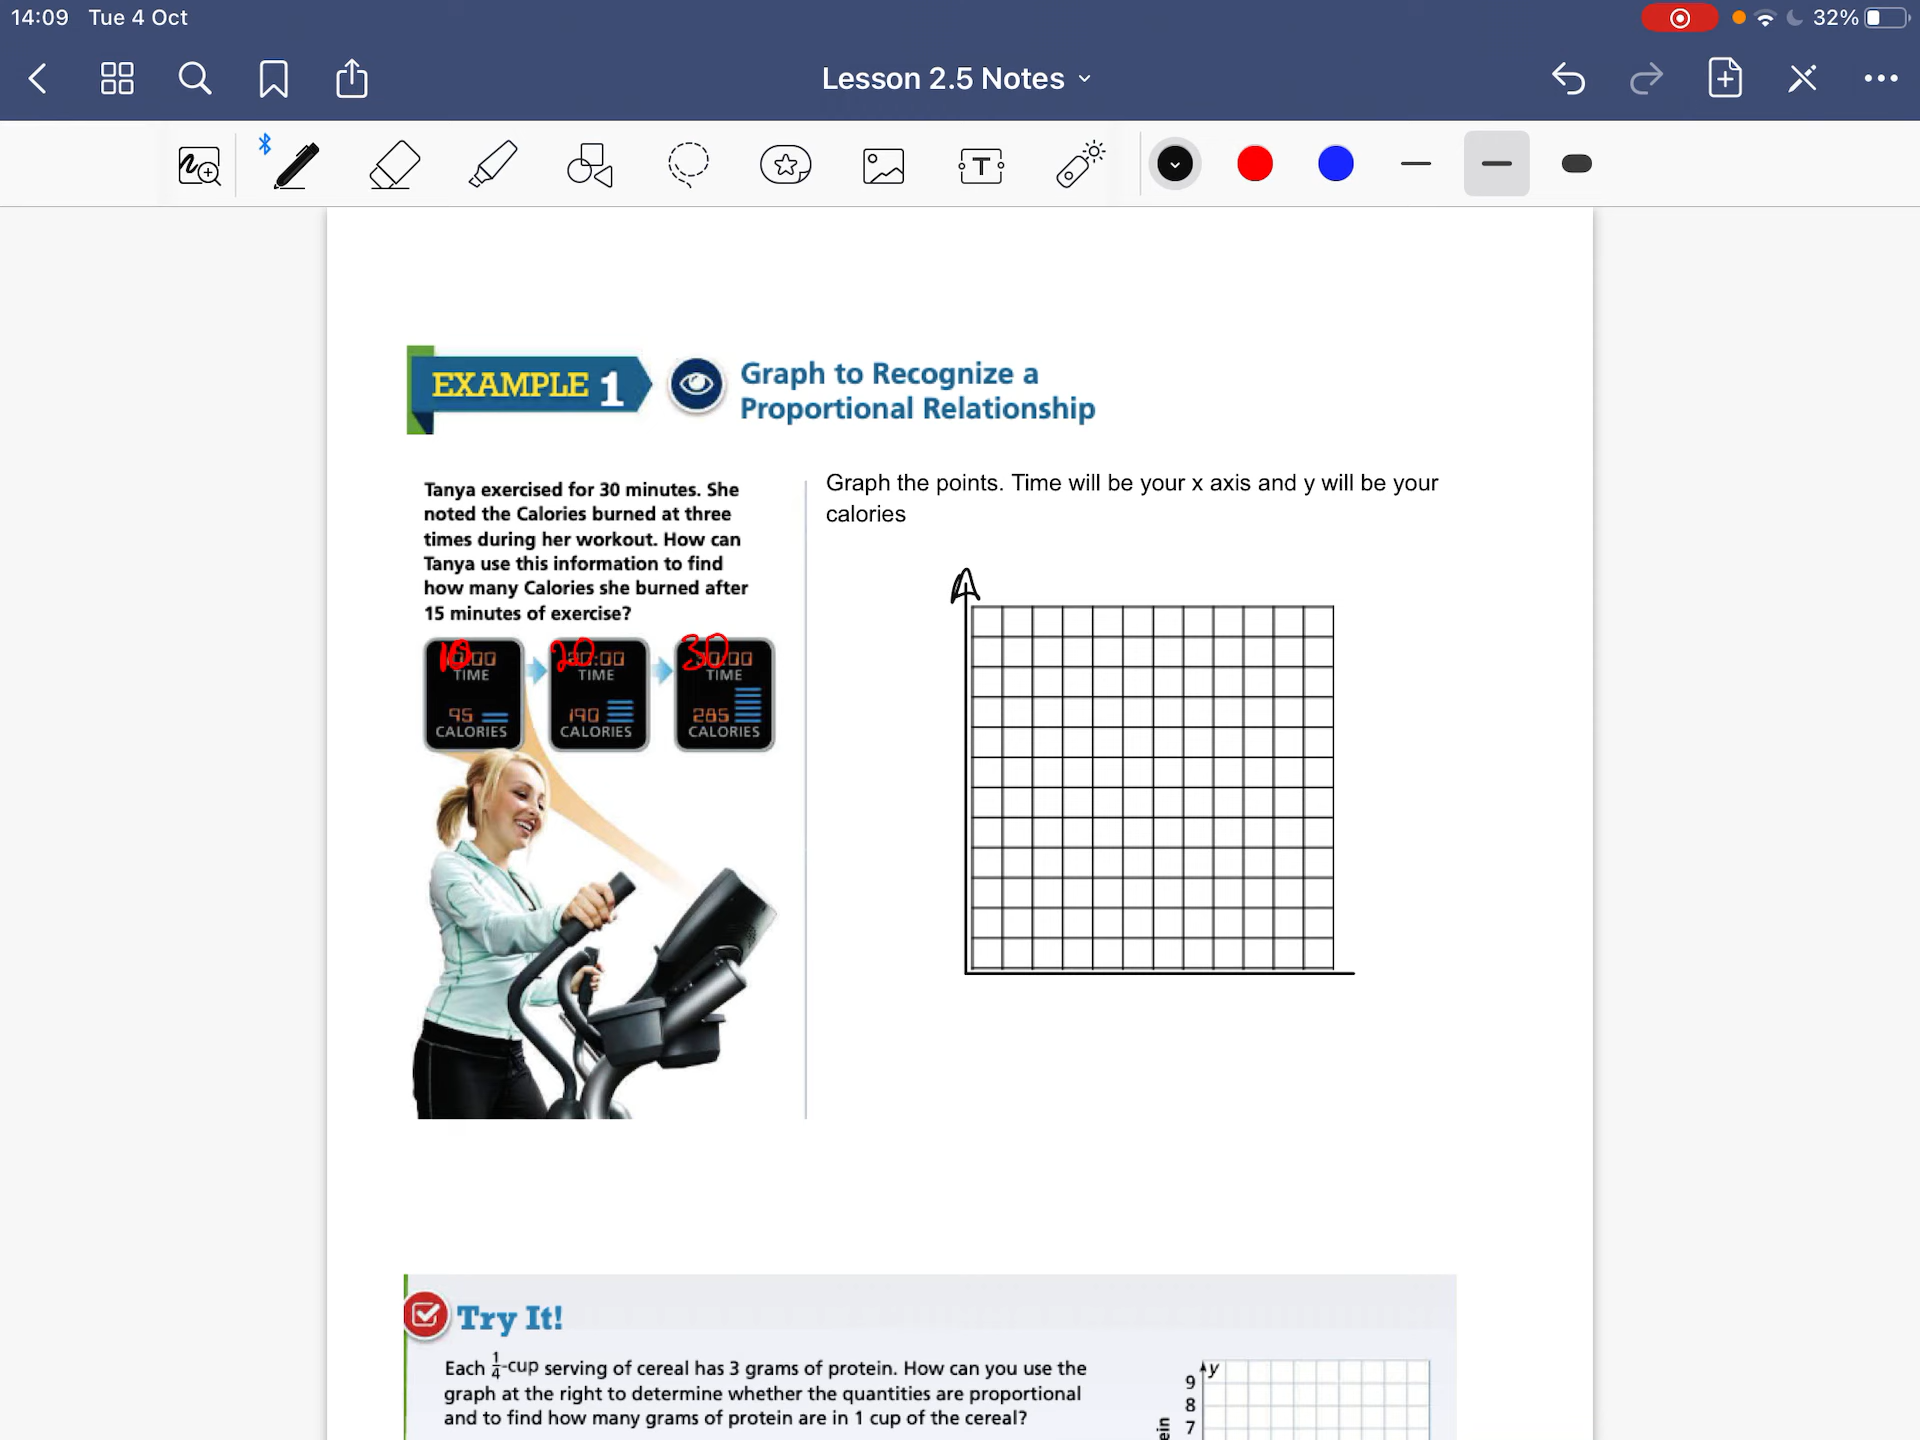 14:09 Tue 4 Oct
32%
Lesson 2.5 Notes
T
EXAMPLE 1
Graph to Recognize a
Proportional Relationship
Tanya exercised for 30 minutes. She
noted the Calories burned at three
times during her workout. How can
Tanya use this information to find
how many Calories she burned after
15 minutes of exercise?
10 :00
TIME
95
CALORIES
20 :00
TIME
190
CALORIES
30 :00
TIME
285
CALORIES
Graph the points. Time will be your x axis and y will be your
calories
Try It!
Each 1/4-cup serving of cereal has 3 grams of protein. How can you use the
graph at the right to determine whether the quantities are proportional
and to find how many grams of protein are in 1 cup of the cereal?
y
9
8
7